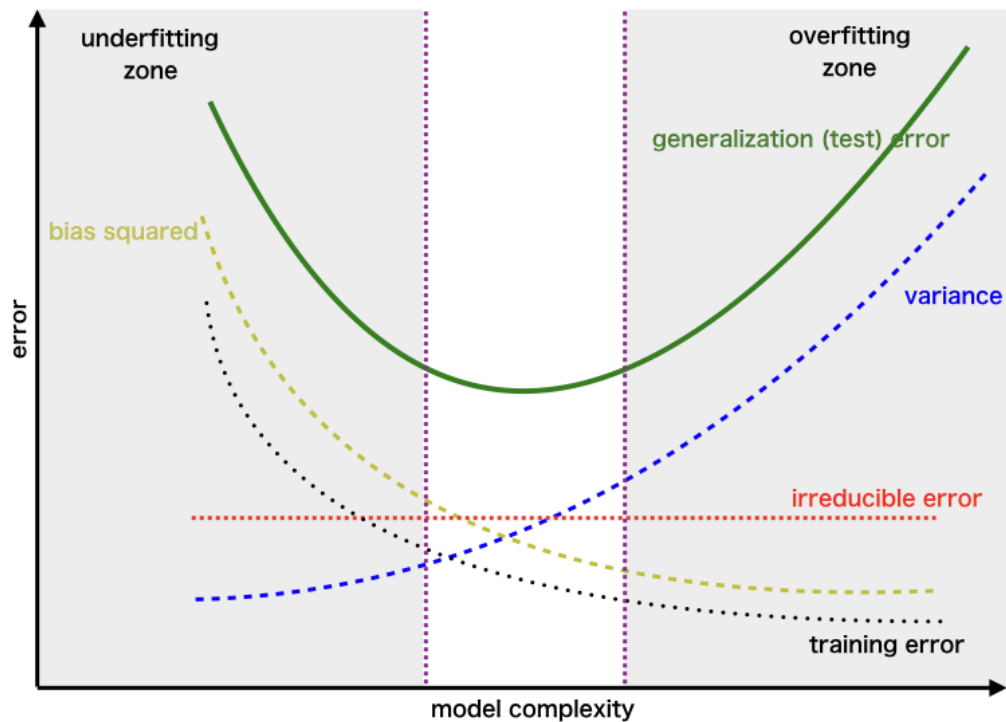 underfitting
zone
overfitting
zone
generalization (test) error
bias squared
variance
error
irreducible error
training error
model complexity